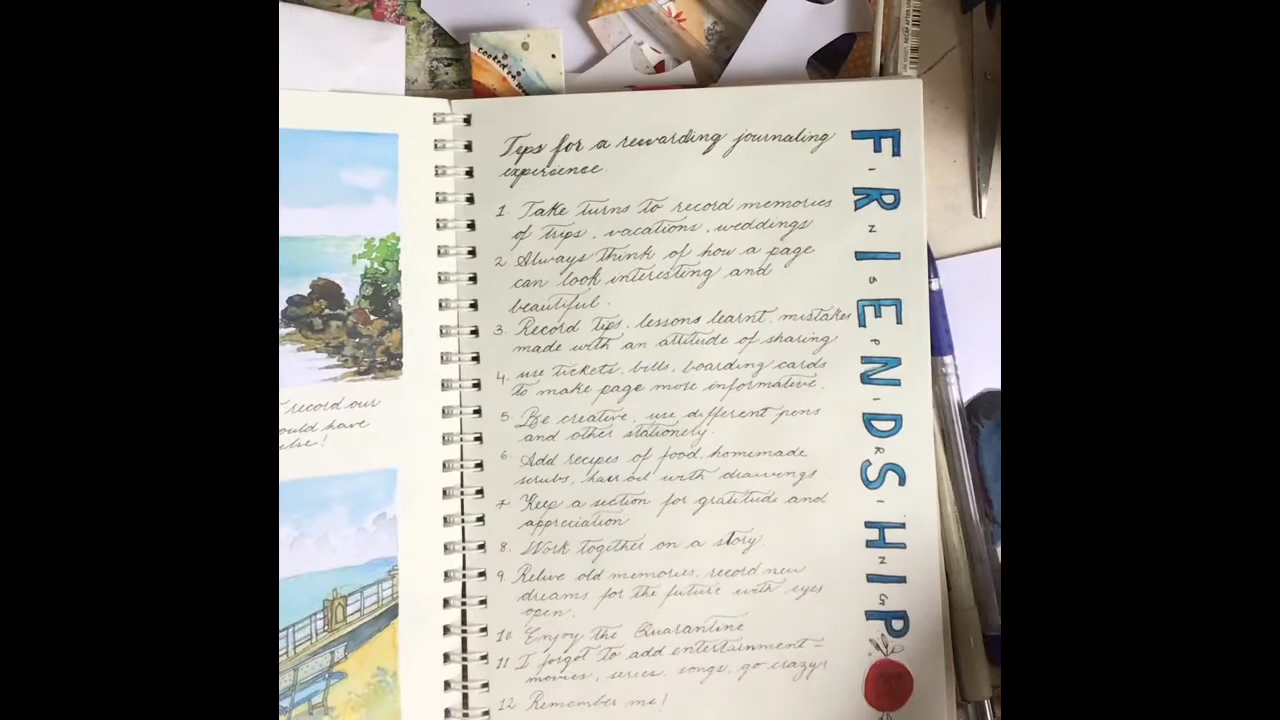 cooked in
Tips for a rewarding journaling
experience.
1. Take turns to record memories
of trips, vacations, weddings
2 Always think of how a page
can look interesting and
beautiful.
3. Record tips, lessons learnt, mistakes
made with an attitude of sharing
4. use tickets, bills, boarding cards
to make page more informative.
5. Be creative, use different pens
and other stationery.
6. Add recipes of food, homemade
scrubs, hair oil with drawings
7. Keep a section for gratitude and
appreciation
8. Work together on a story.
9. Relive old memories, record new
dreams for the future with eyes
open.
10 Enjoy the Quarantine
11 I forgot to add entertainment =
movies, series, songs, go crazy!
12 Remember me!
FRIENDSHIP
INSPIRING
record our
ould have
else!